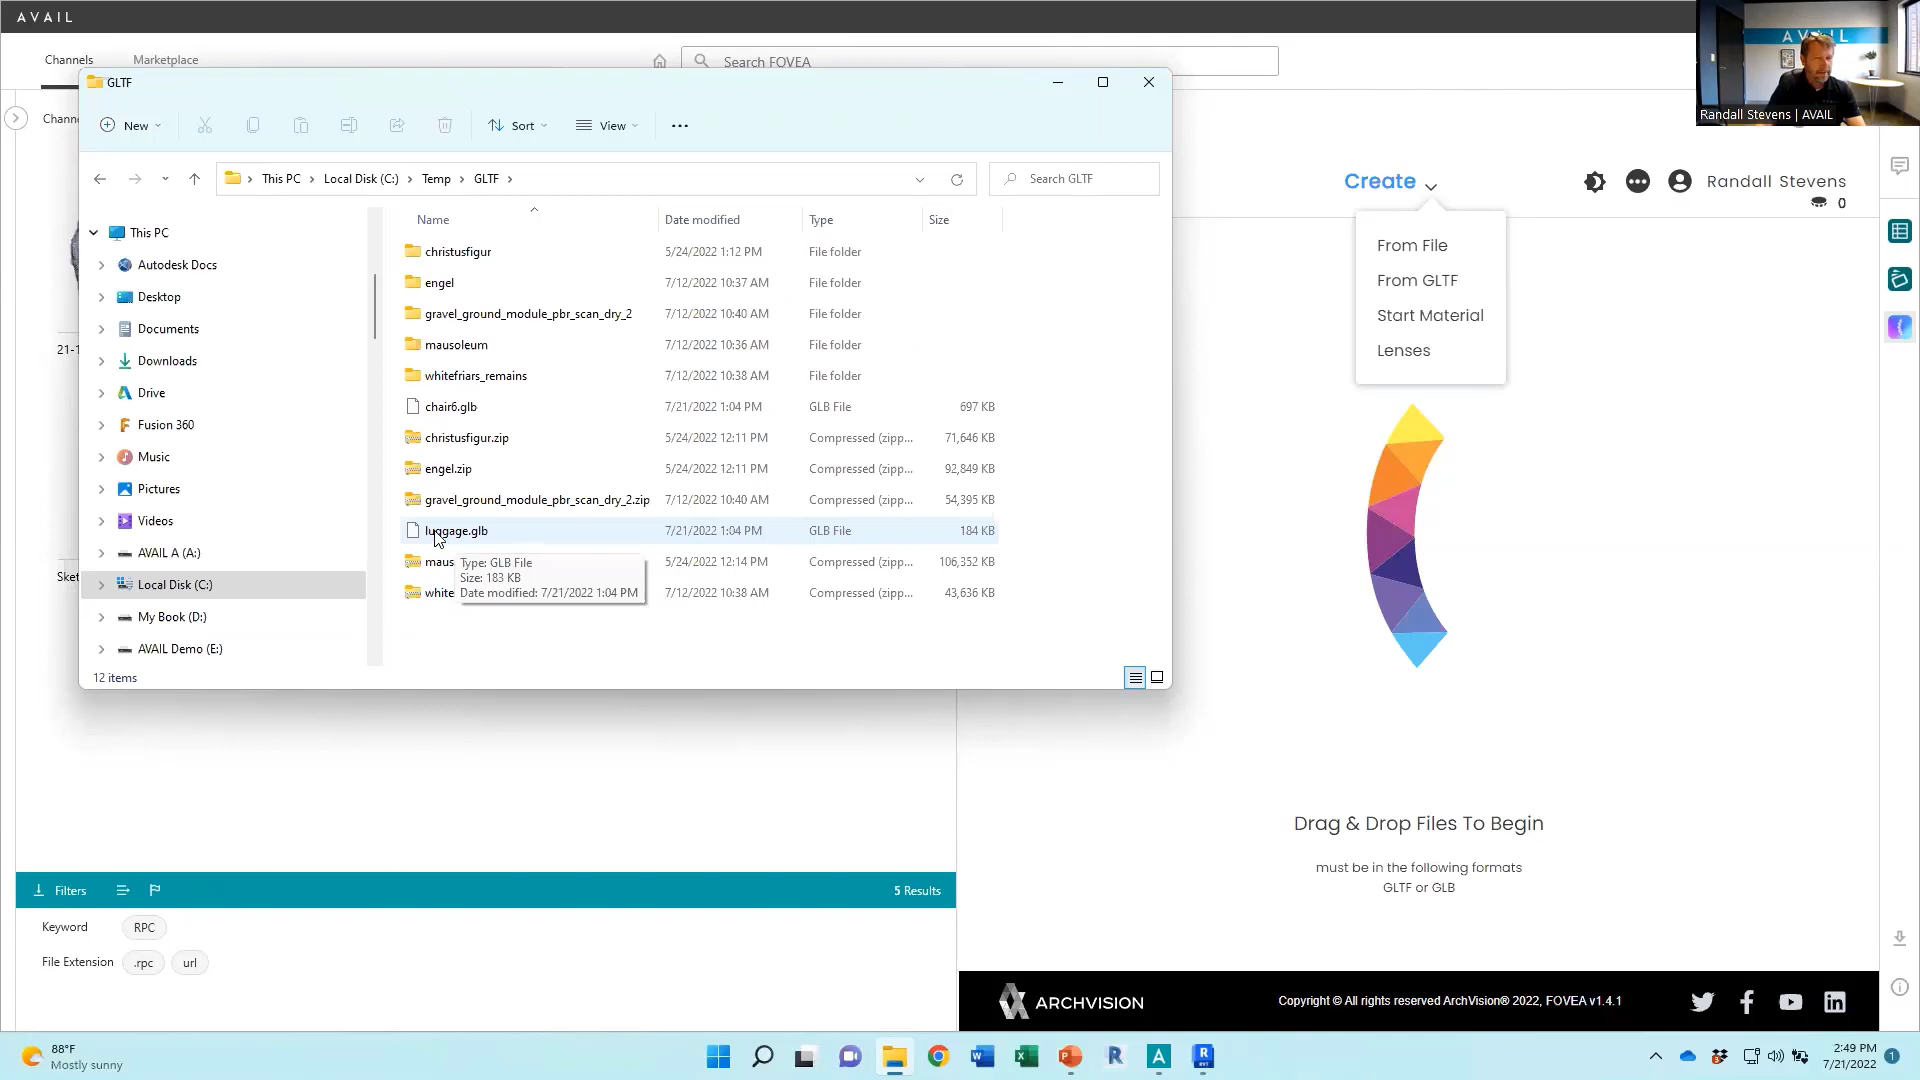 AVAIL
Channels
Marketplace
Search FOVEA
AVAIL
Randall Stevens | AVAIL
GLTF
New
Sort
View
This PC
Local Disk (C:)
Temp
GLTF
Search GLTF
Create
Randall Stevens
0
From File
From GLTF
Start Material
Lenses
Chann
21-1
Sket
This PC
Autodesk Docs
Desktop
Documents
Downloads
Drive
Fusion 360
Music
Pictures
Videos
AVAIL A (A:)
Local Disk (C:)
My Book (D:)
AVAIL Demo (E:)
Name Date modified Type Size
christusfigur 5/24/2022 1:12 PM File folder
engel 7/12/2022 10:37 AM File folder
gravel_ground_module_pbr_scan_dry_2 7/12/2022 10:40 AM File folder
mausoleum 7/12/2022 10:36 AM File folder
whitefriars_remains 7/12/2022 10:38 AM File folder
chair6.glb 7/21/2022 1:04 PM GLB File 697 KB
christusfigur.zip 5/24/2022 12:11 PM Compressed (zipp... 71,646 KB
engel.zip 5/24/2022 12:11 PM Compressed (zipp... 92,849 KB
gravel_ground_module_pbr_scan_dry_2.zip 7/12/2022 10:40 AM Compressed (zipp... 54,395 KB
luggage.glb 7/21/2022 1:04 PM GLB File 184 KB
maus 5/24/2022 12:14 PM Compressed (zipp... 106,352 KB
white 7/12/2022 10:38 AM Compressed (zipp... 43,636 KB
Type: GLB File
Size: 183 KB
Date modified: 7/21/2022 1:04 PM
12 items
Drag & Drop Files To Begin
must be in the following formats
GLTF or GLB
Filters
5 Results
Keyword RPC
File Extension .rpc url
ARCHVISION
Copyright © All rights reserved ArchVision® 2022, FOVEA v1.4.1
88°F
Mostly sunny
2:49 PM
7/21/2022
1